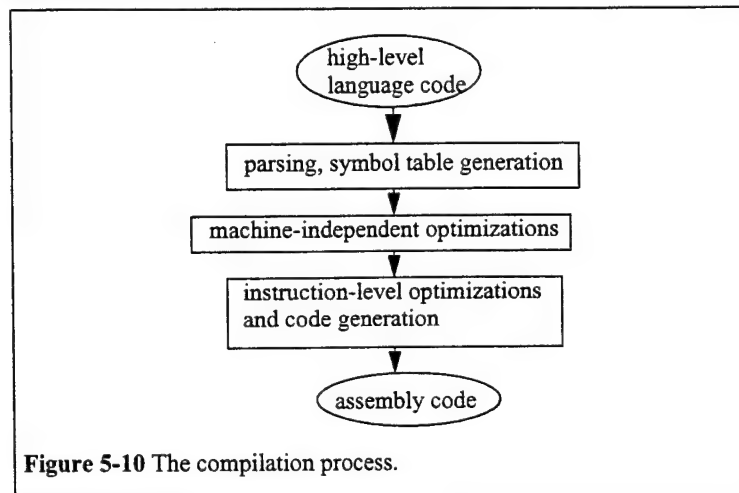 high-level
language code
parsing, symbol table generation
machine-independent optimizations
instruction-level optimizations
and code generation
assembly code
Figure 5-10 The compilation process.